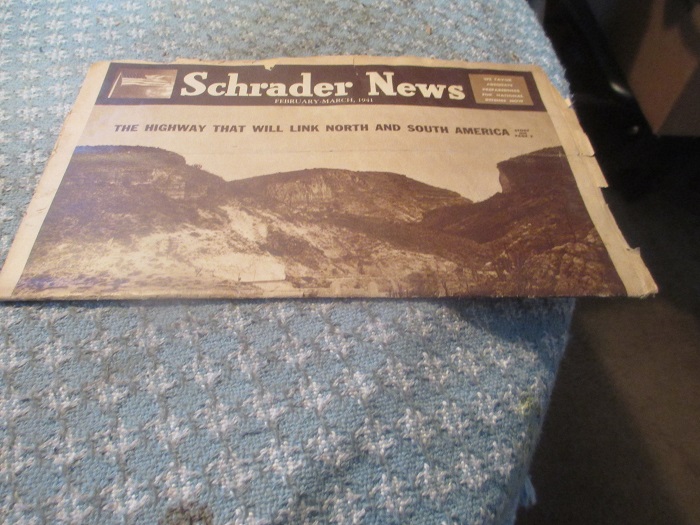 Schrader News
FEBRUARY-MARCH, 1941
THE HIGHWAY THAT WILL LINK NORTH AND SOUTH AMERICA